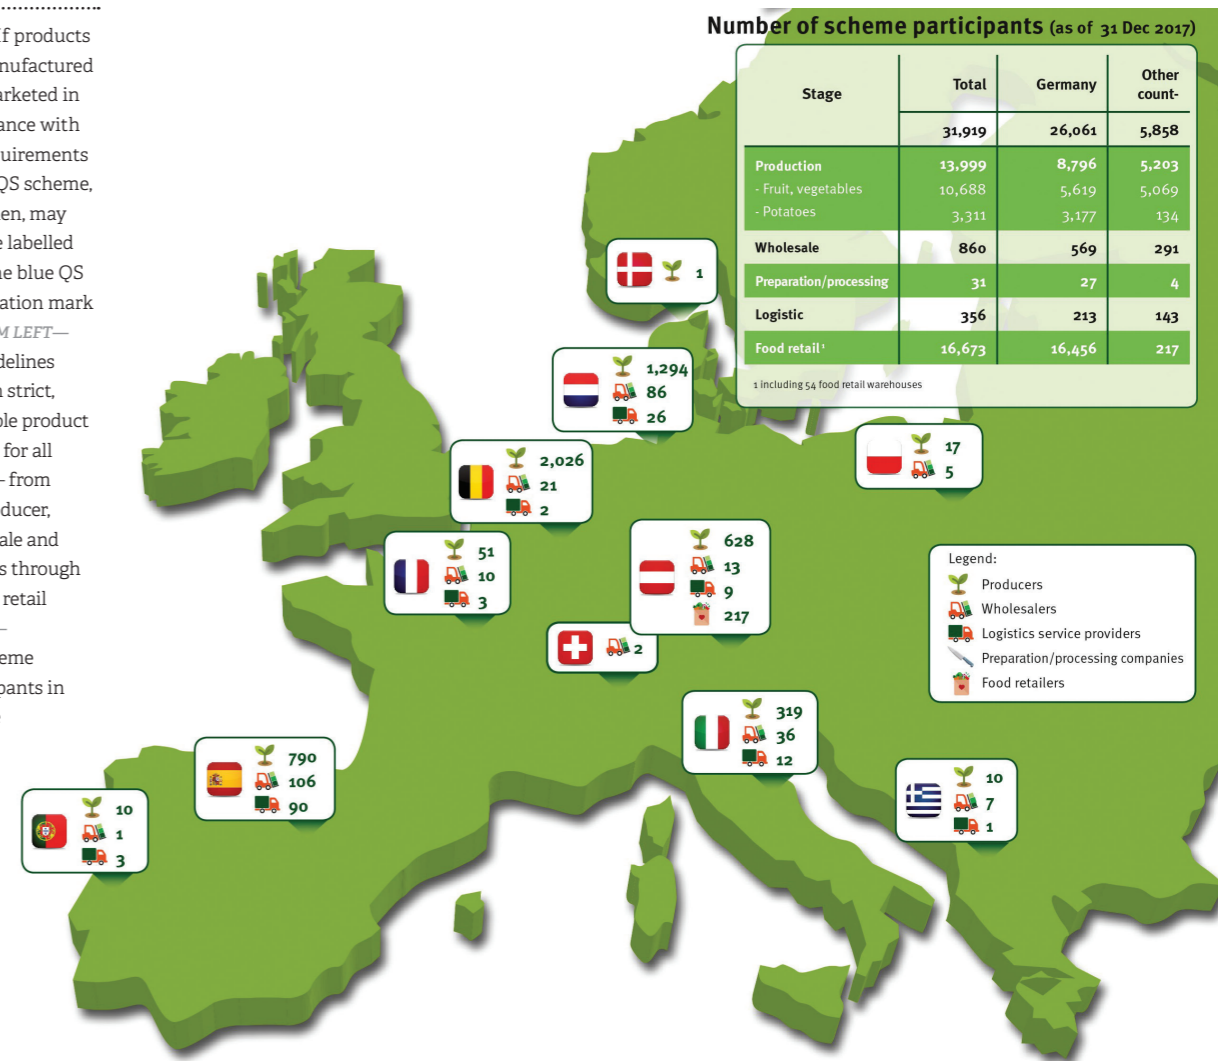 If products
nufactured
arketed in
ance with
uirements
QS scheme,
en, may
e labelled
ne blue QS
ation mark
M LEFT—
delines
n strict,
ble product
for all
– from
ducer,
ale and
s through
retail
–
eme
pants in
Number of scheme participants (as of 31 Dec 2017)
Stage Total Germany Other count-
31,919 26,061 5,858
Production 13,999 8,796 5,203
- Fruit, vegetables 10,688 5,619 5,069
- Potatoes 3,311 3,177 134
Wholesale 860 569 291
Preparation/processing 31 27 4
Logistic 356 213 143
Food retail¹ 16,673 16,456 217
1 including 54 food retail warehouses
1
1,294
86
26
17
5
2,026
21
2
51
10
3
628
13
9
217
2
Legend:
Producers
Wholesalers
Logistics service providers
Preparation/processing companies
Food retailers
319
36
12
790
106
90
10
7
1
10
1
3